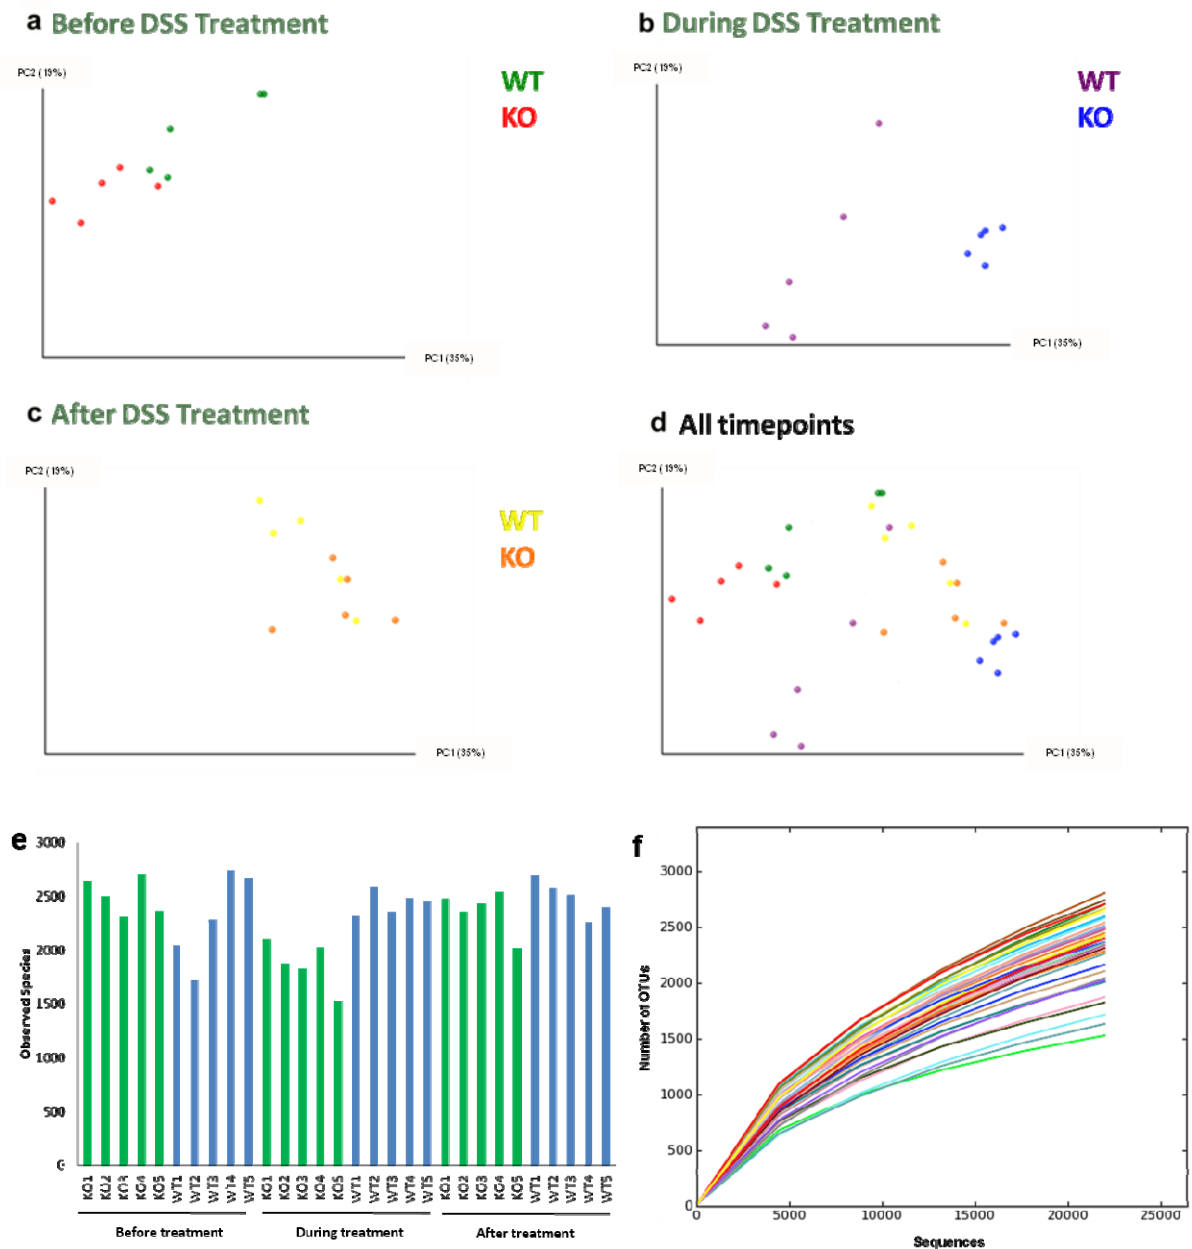 a Before DSS Treatment
PC2 (19%)
WT
KO
PC1 (35%)
b During DSS Treatment
PC2 (19%)
WT
KO
PC1 (35%)
c After DSS Treatment
PC2 (19%)
WT
KO
PC1 (35%)
d All timepoints
PC2 (19%)
PC1 (35%)
e
Observed Species
3000
2500
2000
1500
1000
500
0
KO1 KO2 KO3 KO4 KO5 WT1 WT2 WT3 WT4 WT5 KO1 KO2 KO3 KO4 KO5 WT1 WT2 WT3 WT4 WT5 KO1 KO2 KO3 KO4 KO5 WT1 WT2 WT3 WT4 WT5
Before treatment During treatment After treatment
f
Number of OTUs
3000
2500
2000
1500
1000
500
0
0 5000 10000 15000 20000 25000
Sequences